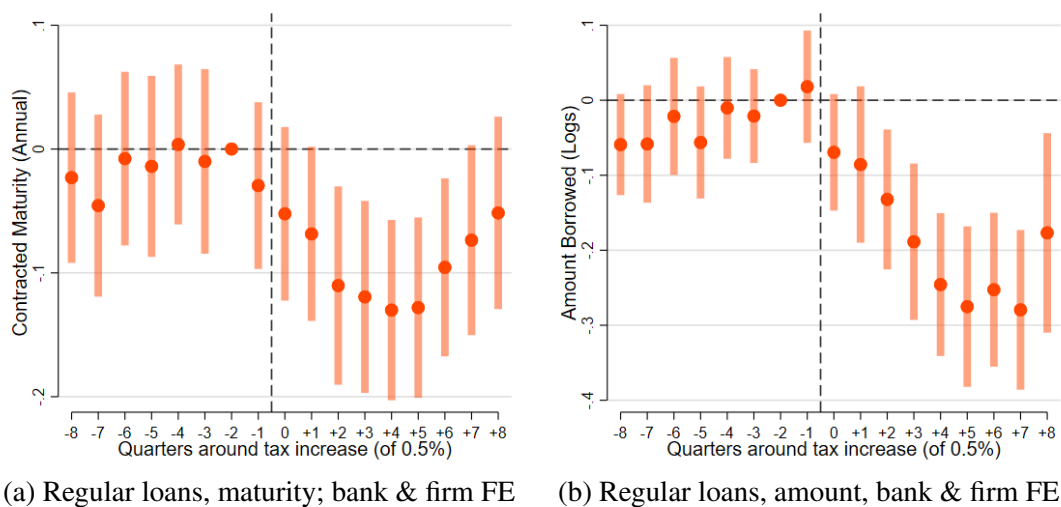 Contracted Maturity (Annual)
.1
0
-.1
-.2
-8 -7 -6 -5 -4 -3 -2 -1 0 +1 +2 +3 +4 +5 +6 +7 +8
Quarters around tax increase (of 0.5%)
(a) Regular loans, maturity; bank & firm FE
Amount Borrowed (Logs)
.1
0
-.1
-.2
-.3
-.4
-8 -7 -6 -5 -4 -3 -2 -1 0 +1 +2 +3 +4 +5 +6 +7 +8
Quarters around tax increase (of 0.5%)
(b) Regular loans, amount, bank & firm FE